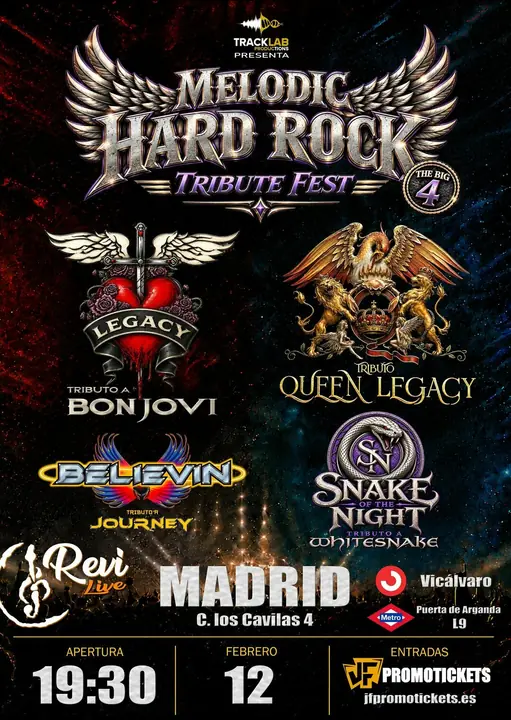 TRACKLAB
PRODUCTIONS
PRESENTA
MELODIC
HARD ROCK
TRIBUTE FEST
THE BIG
4
LEGACY
TRIBUTO A
BON JOVI
TRIBUTO
QUEEN LEGACY
BELIEVIN
TRIBUTO A
JOURNEY
SN
SNAKE
OF THE
NIGHT
TRIBUTO A
WHITESNAKE
Revi
Live
MADRID
C. los Cavilas 4
Vicálvaro
Metro
Puerta de Arganda
L9
APERTURA
19:30
FEBRERO
12
ENTRADAS
JF PROMOTICKETS
jfpromotickets.es